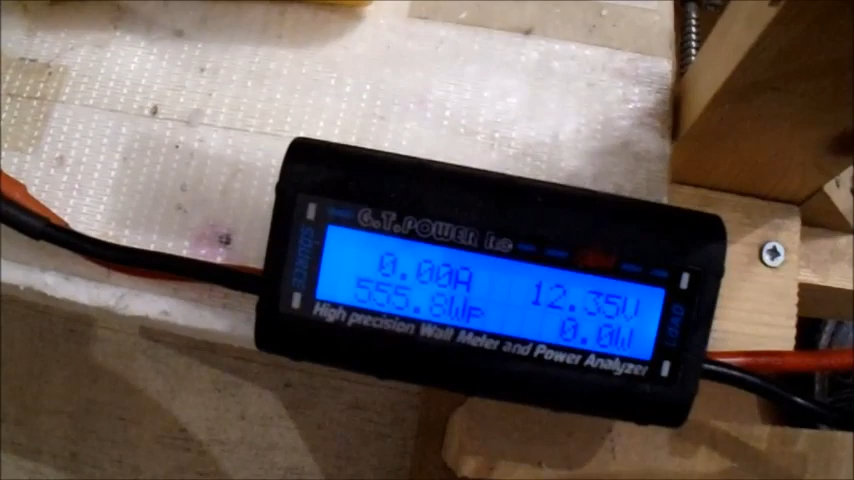 G.T.POWER RC
SOURCE
0.00A 12.35V
555.8Wp 0.0W
LOAD
High precision Watt Meter and Power Analyzer